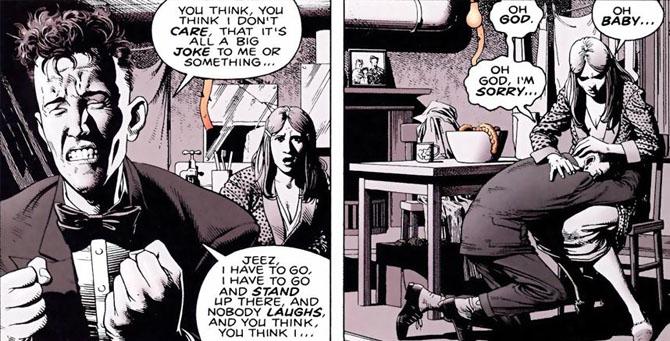 YOU THINK, YOU
THINK I DON'T
CARE, THAT IT'S
ALL A BIG
JOKE TO ME OR
SOMETHING...
JEEZ,
I HAVE TO GO,
I HAVE TO GO
AND STAND
UP THERE, AND
NOBODY LAUGHS,
AND YOU THINK,
YOU THINK I...
OH
GOD.
OH
GOD, I'M
SORRY...
OH
BABY...